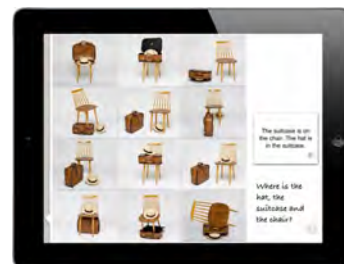 The suitcase is on
the chair. The hat is
in the suitcase.
Where is the
hat, the
suitcase and
the chair?